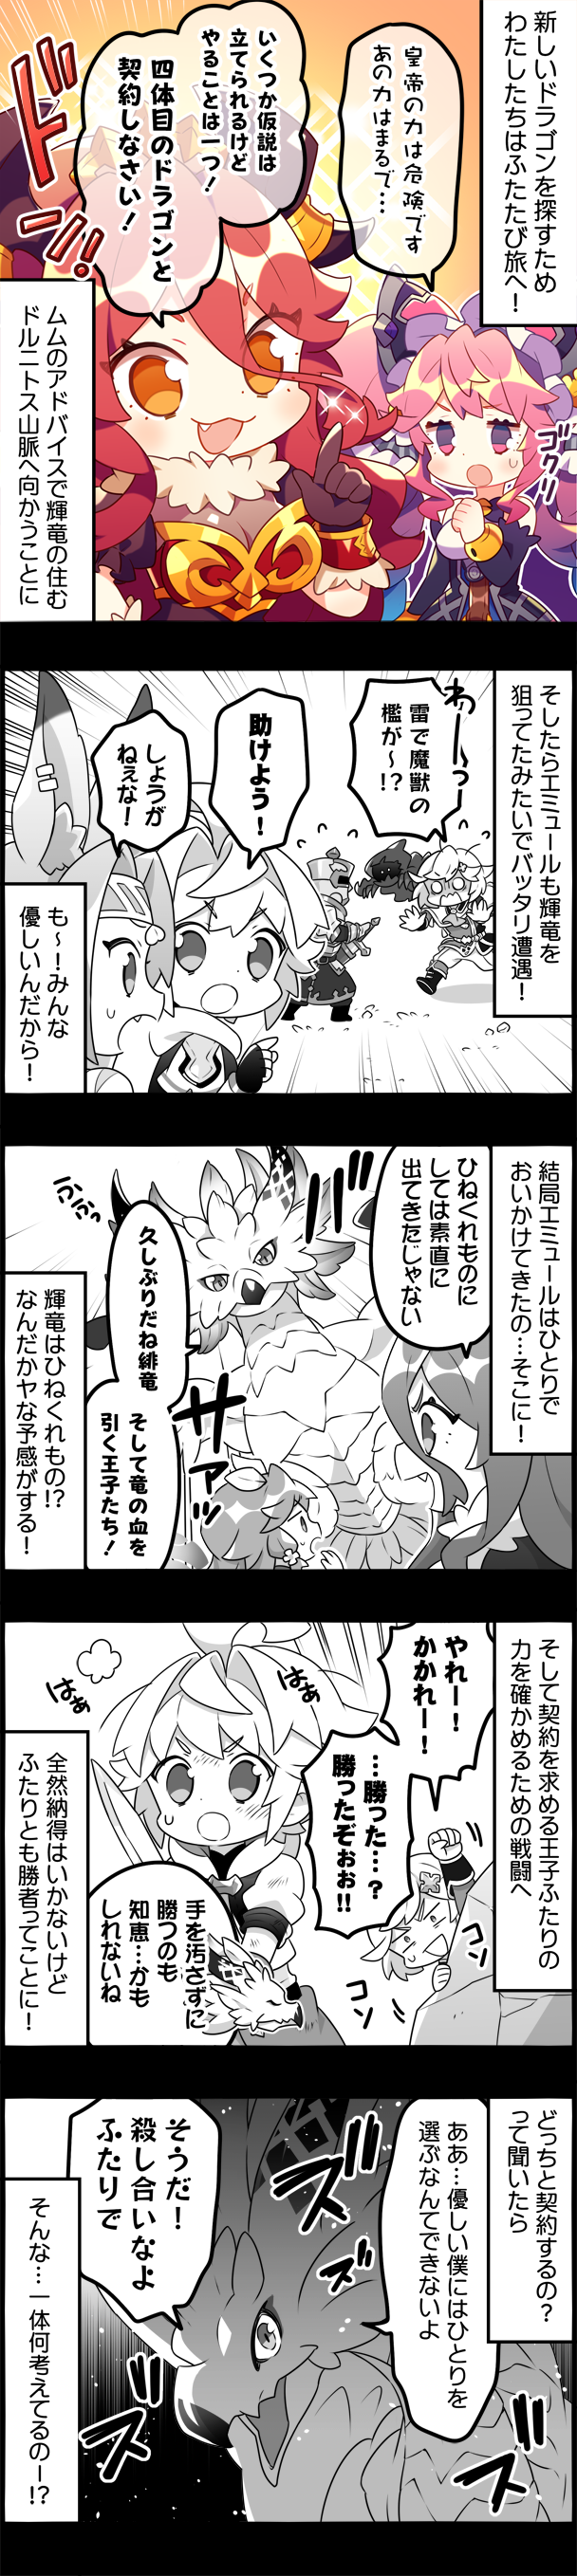 新しいドラゴンを探すため
わたしたちはふたたび旅へ!
皇帝の力は危険です
あの力はまるで…
いくつか仮説は
立てられるけど
やることは一つ!
四体目のドラゴンと
契約しなさい!
ドーン!!
ゴクリ
ムムのアドバイスで輝竜の住む
ドルニトス山脈へ向かうことに
そしたらエミュールも輝竜を
狙ってたみたいでバッタリ遭遇!
わーーっ
雷で魔獣の
檻が〜!?
助けよう!
しょうが
ねぇな!
も〜!みんな
優しいんだから!
結局エミュールはひとりで
おいかけてきたの…そこに!
ひねくれものに
しては素直に
出てきたじゃない
ふふっ
久しぶりだね緋竜
そして竜の血を
引く王子たち!
サアッ
輝竜はひねくれもの!?
なんだかヤな予感がする!
そして契約を求める王子ふたりの
力を確かめるための戦闘へ
やれー!
かかれー!
…勝った…?
勝ったぞぉぉ!!
はぁ
はぁ
コソ
コソ
手を汚さずに
勝つのも
知恵…かも
しれないね
全然納得はいかないけど
ふたりとも勝者ってことに!
どっちと契約するの?
って聞いたら
ああ…優しい僕にはひとりを
選ぶなんてできないよ
そうだ!
殺し合いなよ
ふたりで
ズズズ
そんな…一体何考えてるのー!?